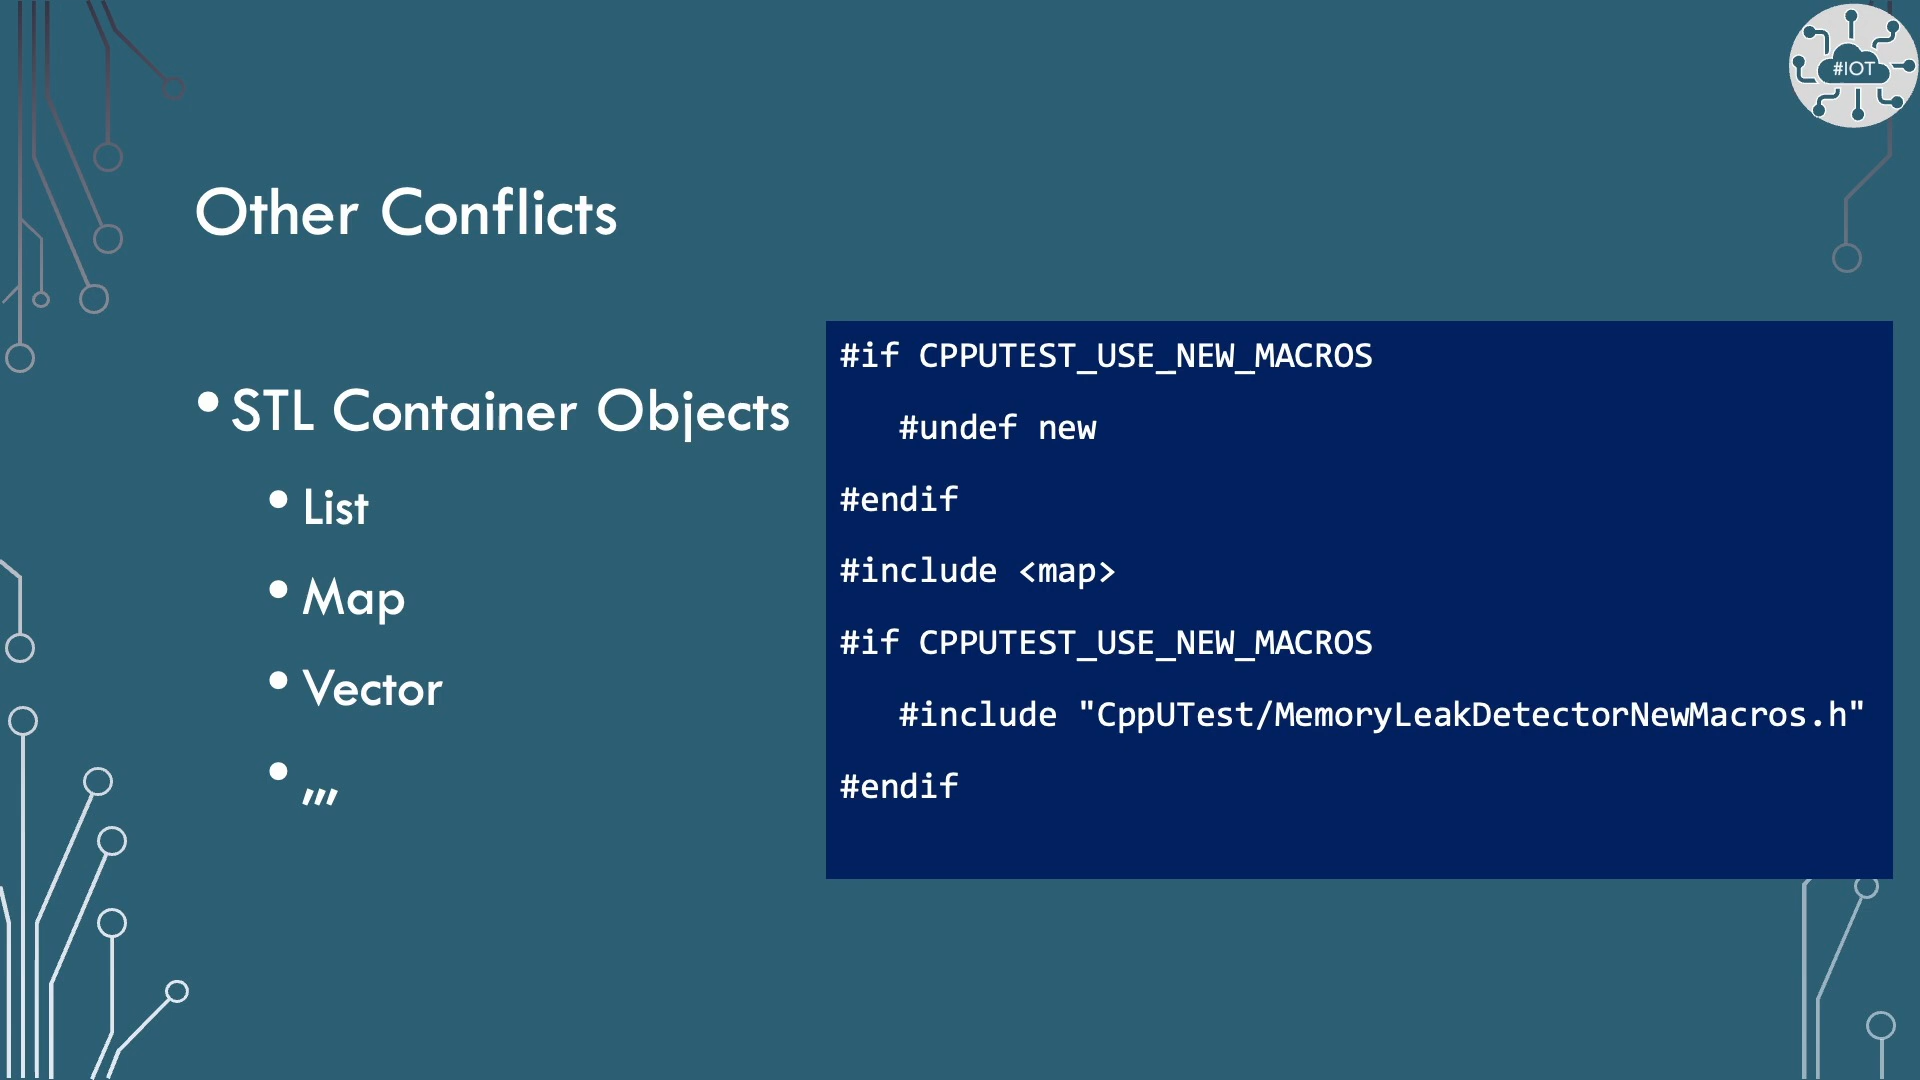 #IOT
Other Conflicts
• STL Container Objects
• List
• Map
• Vector
• ,,,
#if CPPUTEST_USE_NEW_MACROS
#undef new
#endif
#include <map>
#if CPPUTEST_USE_NEW_MACROS
#include "CppUTest/MemoryLeakDetectorNewMacros.h"
#endif